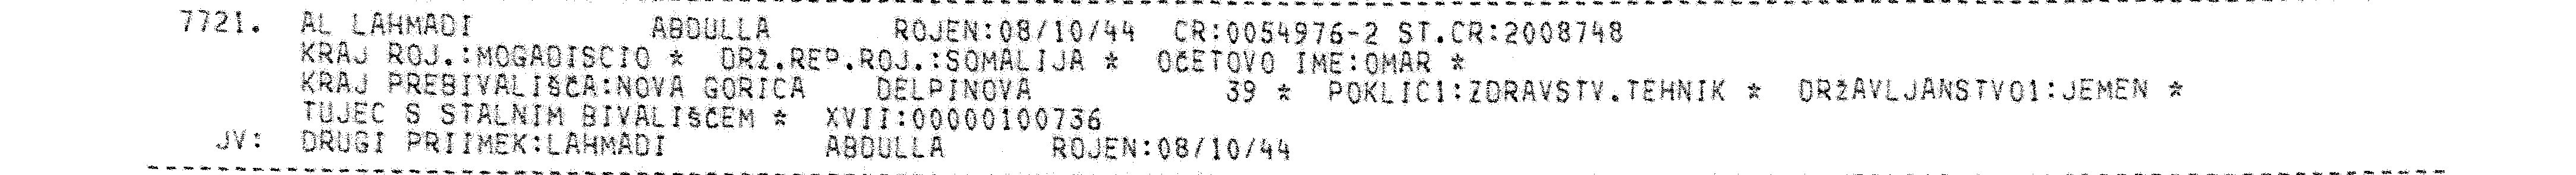 7721. AL LAHMADI ABDULLA ROJEN:08/10/44 CR:0054976-2 ST.CR:2008748
KRAJ ROJ.:MOGADISCIO * DRŽ.REP.ROJ.:SOMALIJA * OČETOVO IME:OMAR *
KRAJ PREBIVALIŠČA:NOVA GORICA DELPINOVA 39 * POKLIC1:ZDRAVSTV.TEHNIK * DRŽAVLJANSTVO1:JEMEN *
TUJEC S STALNIM BIVALIŠČEM * XVII:00000100736
JV: DRUGI PRIIMEK:LAHMADI ABDULLA ROJEN:08/10/44